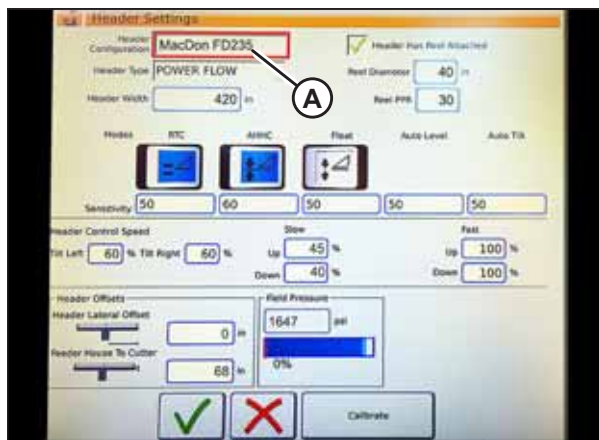 Header Settings
Header Configuration MacDon FD235
Header Has Reel Attached
Header Type POWER FLOW
Reel Diameter 40 in
Header Width 420 in
A
Reel PPR 30
Modes RTC AHHC Float Auto Level Auto Tilt
Sensitivity 50 60 50 50 50
Header Control Speed
Slow
Fast
Tilt Left 60 % Tilt Right 60 %
Up 45 %
Up 100 %
Down 40 %
Down 100 %
Header Offsets
Field Pressure
Header Lateral Offset
0
1647 psi
Feeder House To Cutter
68
0%
Calibrate